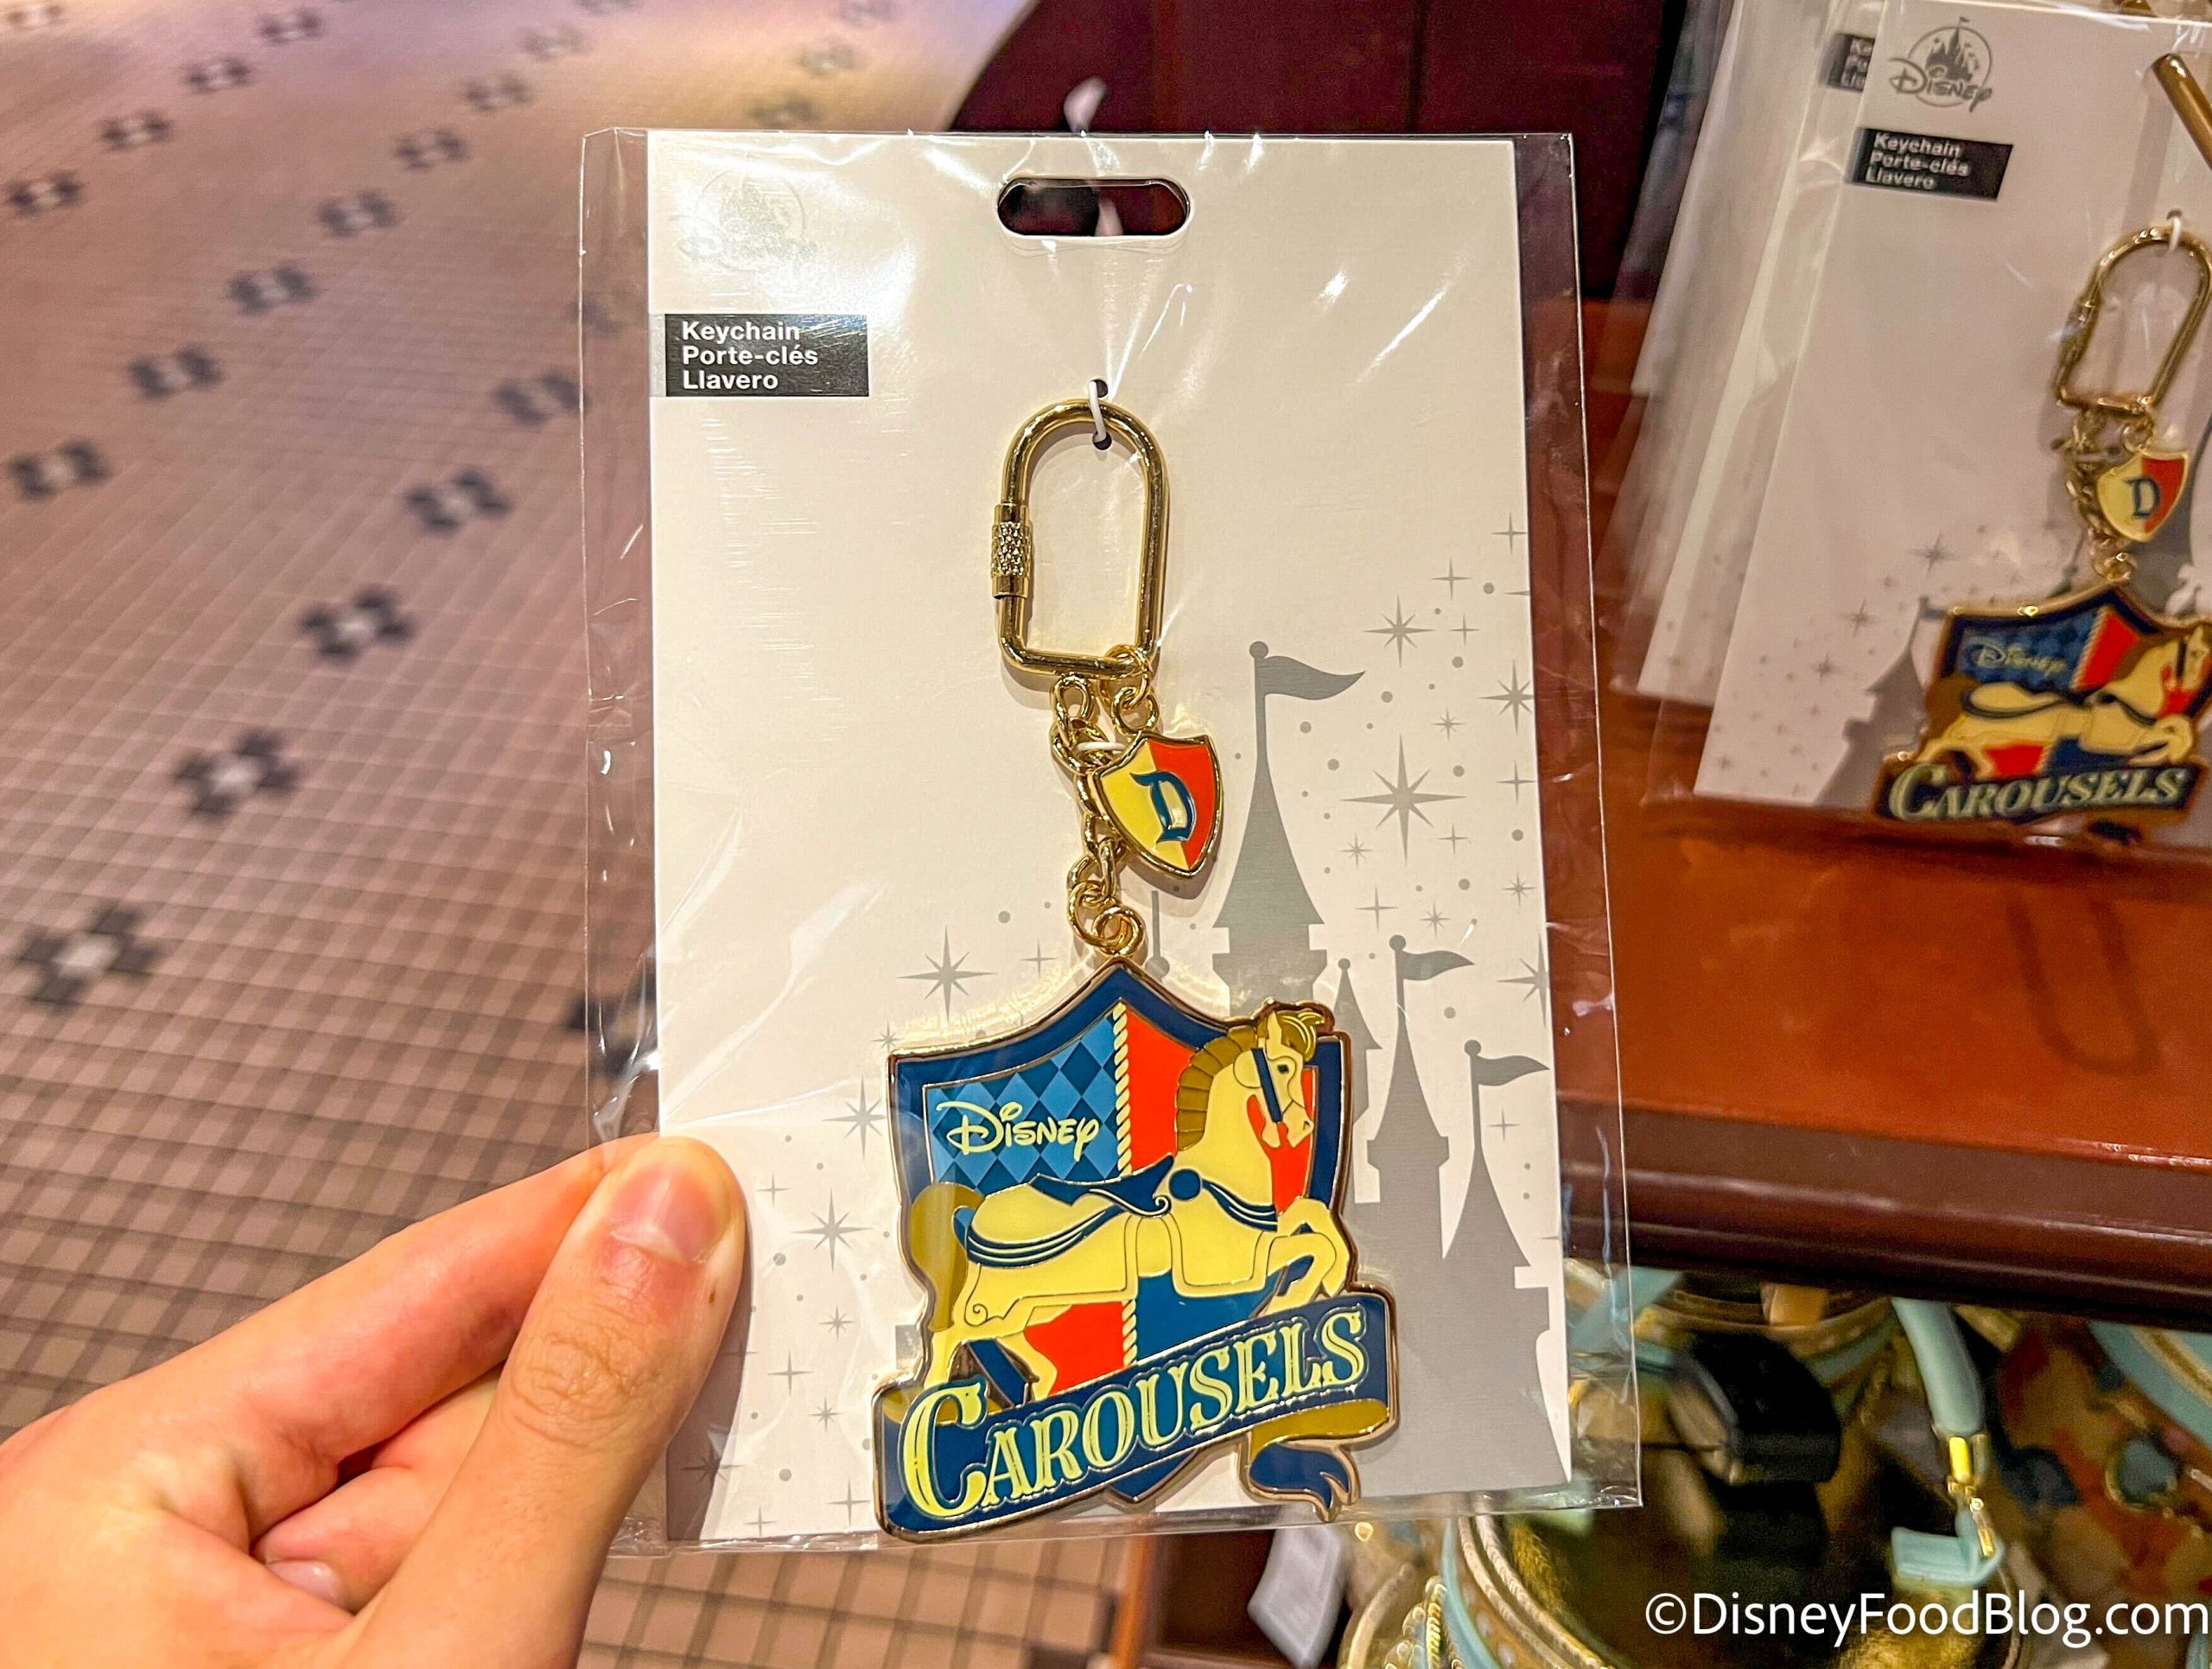 Keychain
Porte-clés
Llavero
D
Disney
CAROUSELS
Disney
Keychain
Porte-clés
Llavero
D
Disney
CAROUSELS
©DisneyFoodBlog.com